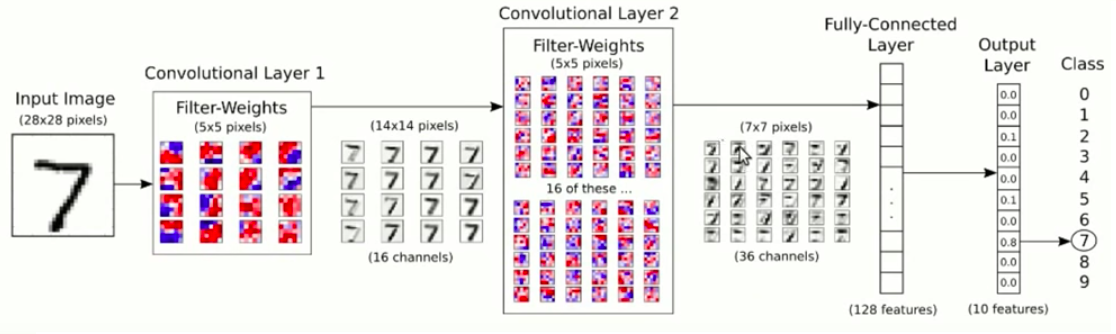 Input Image
(28x28 pixels)
Convolutional Layer 1
Filter-Weights
(5x5 pixels)
(14x14 pixels)
(16 channels)
Convolutional Layer 2
Filter-Weights
(5x5 pixels)
16 of these ...
(7x7 pixels)
(36 channels)
Fully-Connected
Layer
(128 features)
Output
Layer
0.0
0.0
0.1
0.0
0.0
0.1
0.0
0.8
0.0
0.0
(10 features)
Class
0
1
2
3
4
5
6
7
8
9